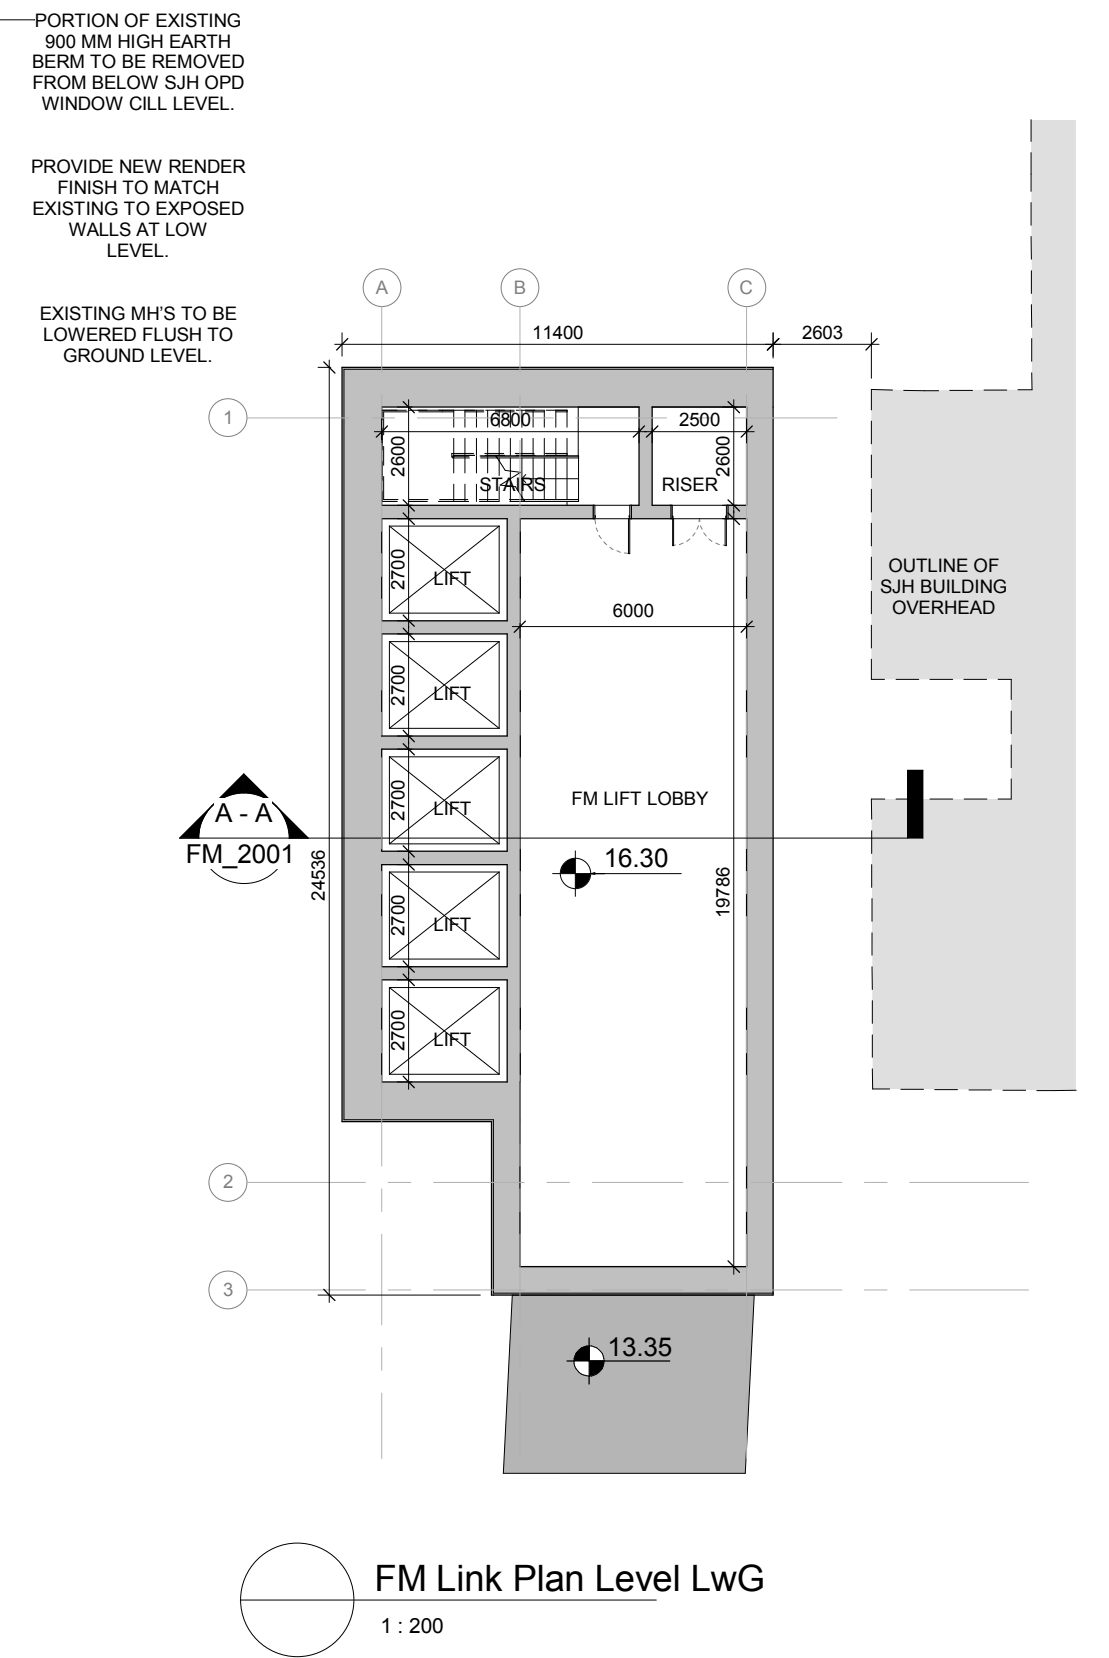 PORTION OF EXISTING
900 MM HIGH EARTH
BERM TO BE REMOVED
FROM BELOW SJH OPD
WINDOW CILL LEVEL.
PROVIDE NEW RENDER
FINISH TO MATCH
EXISTING TO EXPOSED
WALLS AT LOW
LEVEL.
EXISTING MH'S TO BE
LOWERED FLUSH TO
GROUND LEVEL.
A
B
C
11400
2603
1
6800
2500
2600
2600
STAIRS
RISER
2700
LIFT
OUTLINE OF
SJH BUILDING
OVERHEAD
6000
2700
LIFT
2700
LIFT
FM LIFT LOBBY
A - A
FM_2001
24536
16.30
19786
2700
LIFT
2700
LIFT
2
3
13.35
FM Link Plan Level LwG
1 : 200